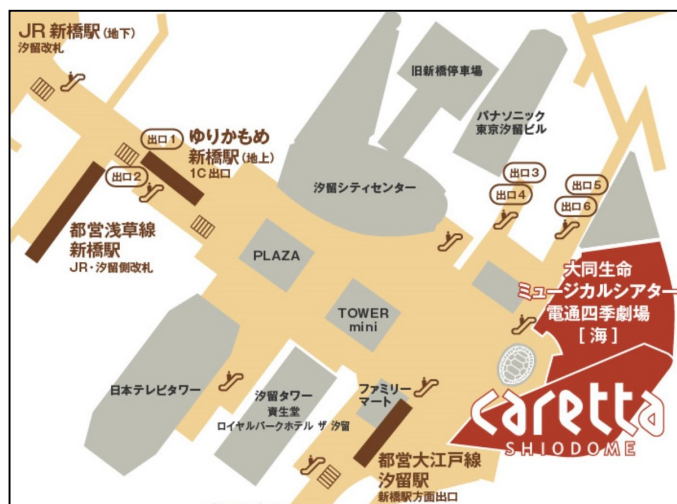 JR 新橋駅(地下)
汐留改札
旧新橋停車場
パナソニック
東京汐留ビル
出口1
ゆりかもめ
新橋駅(地上)
1C出口
出口2
汐留シティセンター
出口3
出口4
出口5
出口6
都営浅草線
新橋駅
JR・汐留側改札
PLAZA
大同生命
ミュージカルシアター
電通四季劇場
[海]
TOWER
mini
日本テレビタワー
汐留タワー
資生堂
ロイヤルパークホテル ザ 汐留
ファミリー
マート
caretta
SHIODOME
都営大江戸線
汐留駅
新橋駅方面出口